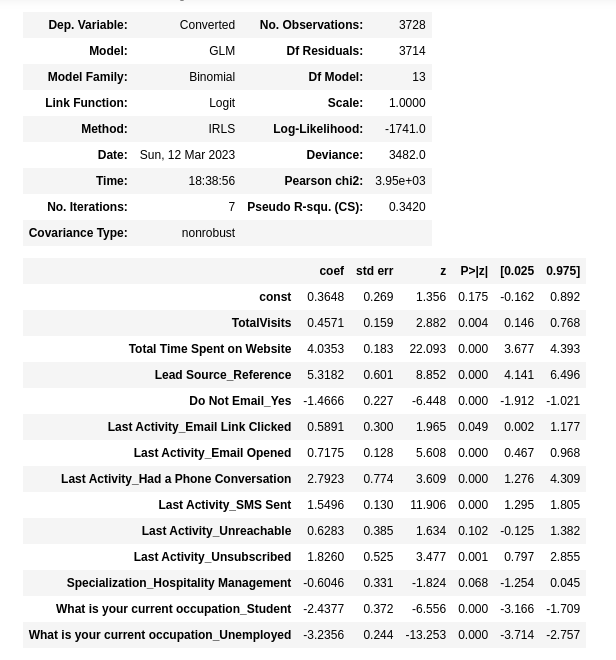 Dep. Variable: Converted No. Observations: 3728
Model: GLM Df Residuals: 3714
Model Family: Binomial Df Model: 13
Link Function: Logit Scale: 1.0000
Method: IRLS Log-Likelihood: -1741.0
Date: Sun, 12 Mar 2023 Deviance: 3482.0
Time: 18:38:56 Pearson chi2: 3.95e+03
No. Iterations: 7 Pseudo R-squ. (CS): 0.3420
Covariance Type: nonrobust
coef std err z P>|z| [0.025 0.975]
const 0.3648 0.269 1.356 0.175 -0.162 0.892
TotalVisits 0.4571 0.159 2.882 0.004 0.146 0.768
Total Time Spent on Website 4.0353 0.183 22.093 0.000 3.677 4.393
Lead Source_Reference 5.3182 0.601 8.852 0.000 4.141 6.496
Do Not Email_Yes -1.4666 0.227 -6.448 0.000 -1.912 -1.021
Last Activity_Email Link Clicked 0.5891 0.300 1.965 0.049 0.002 1.177
Last Activity_Email Opened 0.7175 0.128 5.608 0.000 0.467 0.968
Last Activity_Had a Phone Conversation 2.7923 0.774 3.609 0.000 1.276 4.309
Last Activity_SMS Sent 1.5496 0.130 11.906 0.000 1.295 1.805
Last Activity_Unreachable 0.6283 0.385 1.634 0.102 -0.125 1.382
Last Activity_Unsubscribed 1.8260 0.525 3.477 0.001 0.797 2.855
Specialization_Hospitality Management -0.6046 0.331 -1.824 0.068 -1.254 0.045
What is your current occupation_Student -2.4377 0.372 -6.556 0.000 -3.166 -1.709
What is your current occupation_Unemployed -3.2356 0.244 -13.253 0.000 -3.714 -2.757